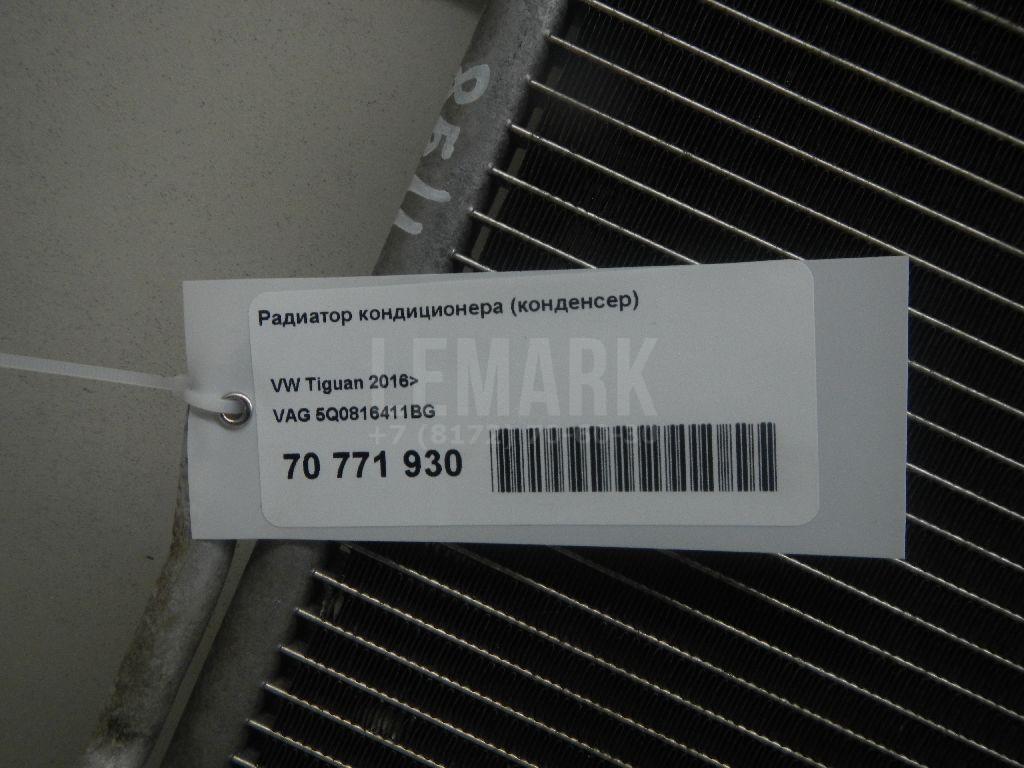 Радиатор кондиционера (конденсер)
LEMARK
VW Tiguan 2016>
VAG 5Q0816411BG
70 771 930